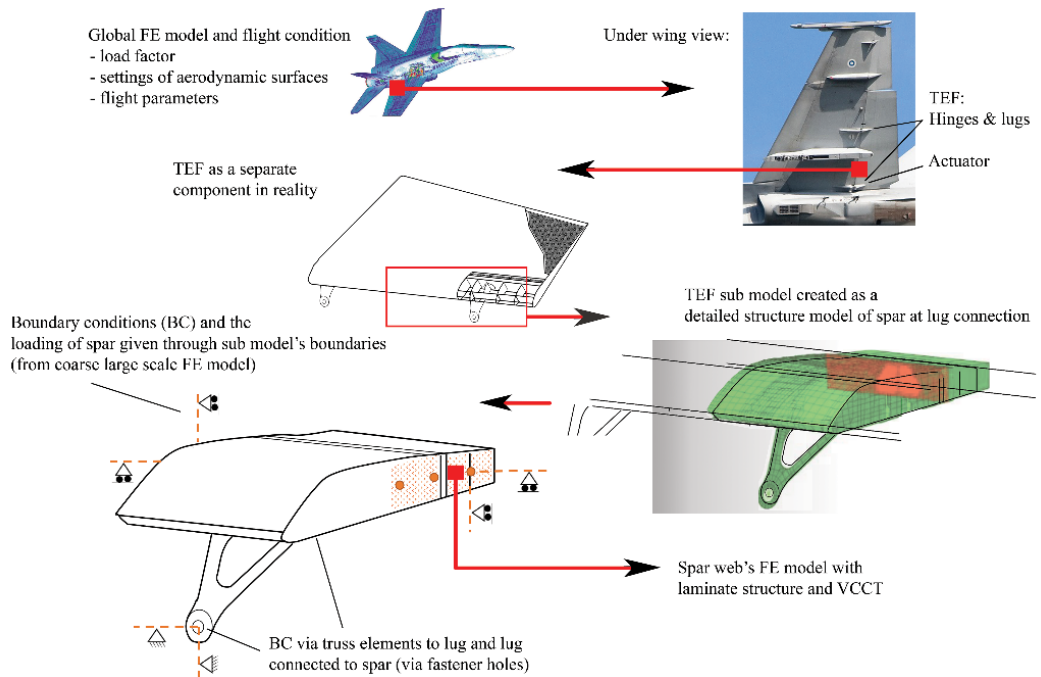 Global FE model and flight condition
- load factor
- settings of aerodynamic surfaces
- flight parameters
Under wing view:
TEF:
Hinges & lugs
Actuator
TEF as a separate
component in reality
TEF sub model created as a
detailed structure model of spar at lug connection
Boundary conditions (BC) and the
loading of spar given through sub model's boundaries
(from coarse large scale FE model)
Spar web's FE model with
laminate structure and VCCT
BC via truss elements to lug and lug
connected to spar (via fastener holes)